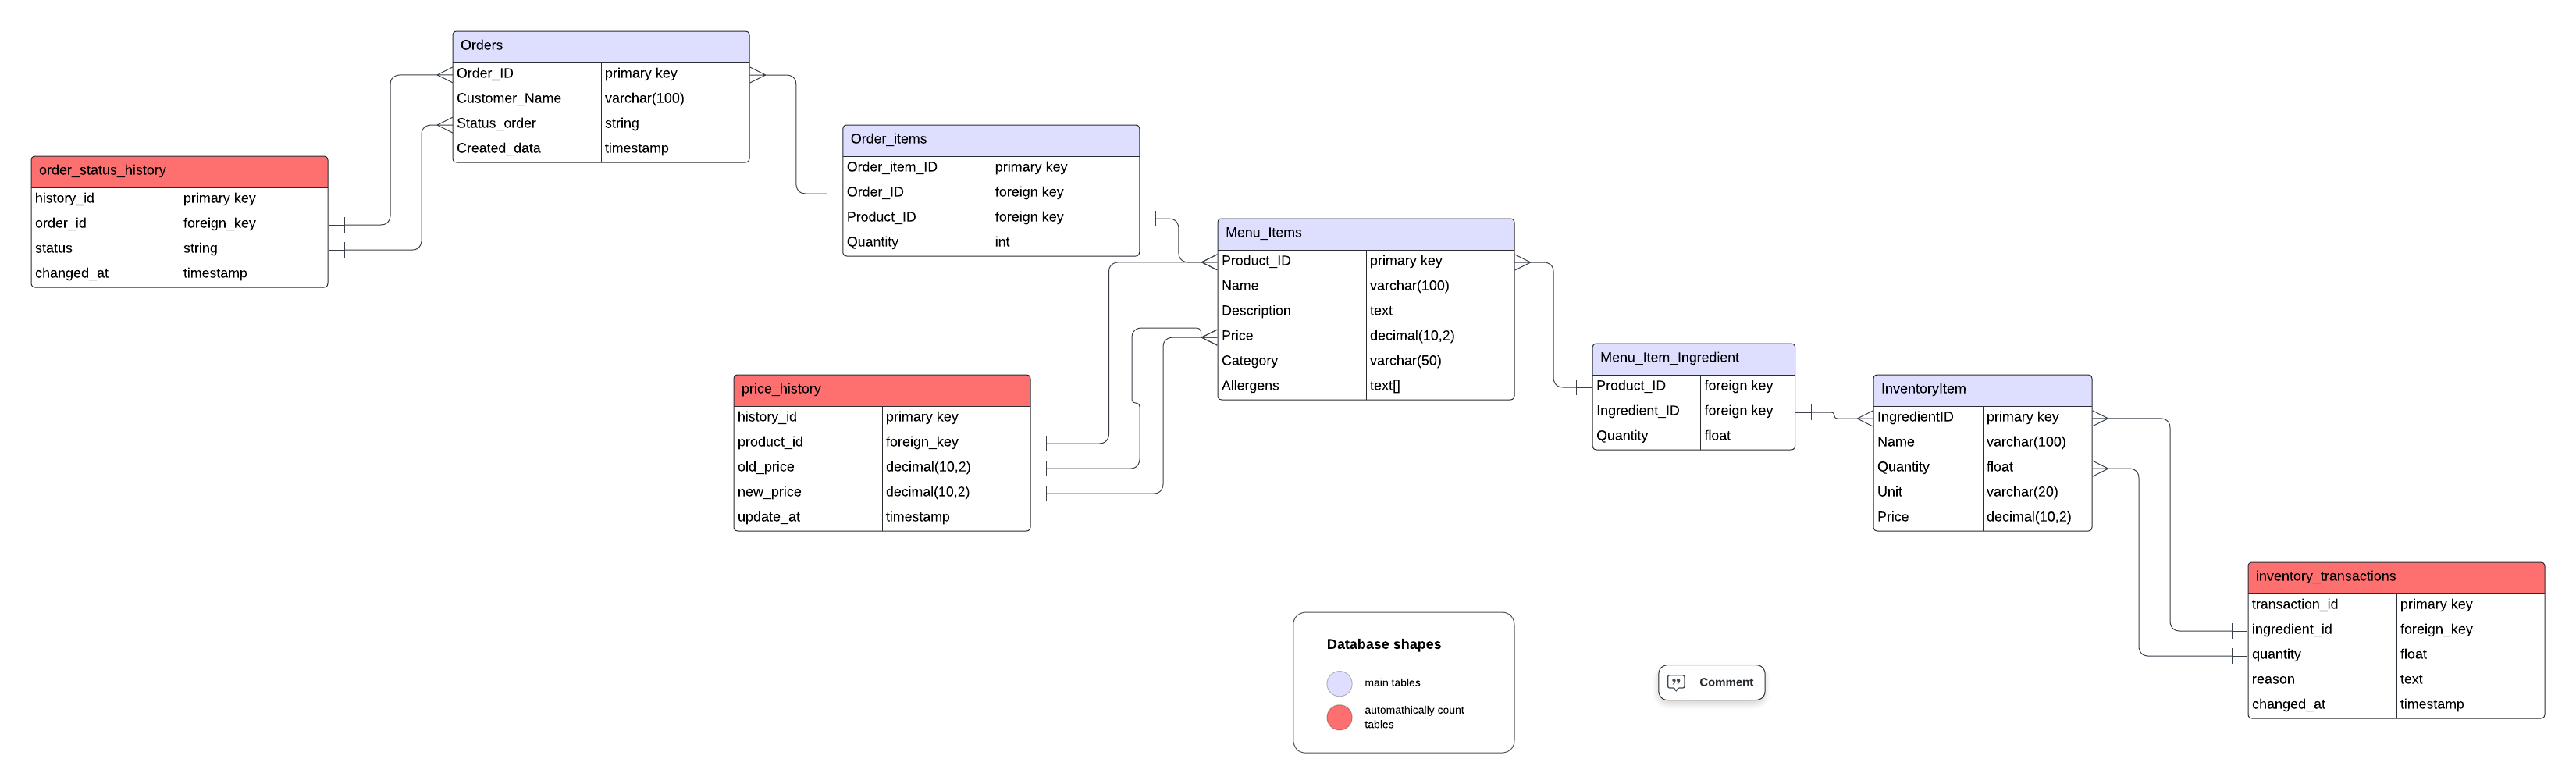 Orders
Order_ID primary key
Customer_Name varchar(100)
Status_order string
Created_data timestamp
Order_items
Order_item_ID primary key
Order_ID foreign key
Product_ID foreign key
Quantity int
order_status_history
history_id primary key
order_id foreign_key
status string
changed_at timestamp
Menu_Items
Product_ID primary key
Name varchar(100)
Description text
Price decimal(10,2)
Category varchar(50)
Allergens text[]
price_history
history_id primary key
product_id foreign_key
old_price decimal(10,2)
new_price decimal(10,2)
update_at timestamp
Menu_Item_Ingredient
Product_ID foreign key
Ingredient_ID foreign key
Quantity float
InventoryItem
IngredientID primary key
Name varchar(100)
Quantity float
Unit varchar(20)
Price decimal(10,2)
inventory_transactions
transaction_id primary key
ingredient_id foreign_key
quantity float
reason text
changed_at timestamp
Database shapes
main tables
automathically count
tables
Comment